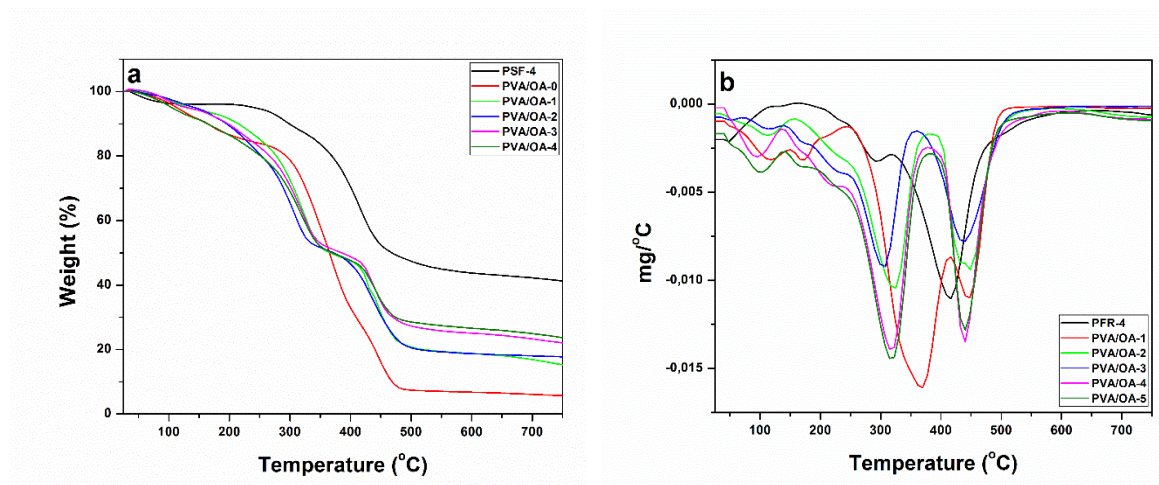 a
PSF-4
PVA/OA-0
PVA/OA-1
PVA/OA-2
PVA/OA-3
PVA/OA-4
100
80
60
40
20
0
Weight (%)
100 200 300 400 500 600 700
Temperature (°C)
b
0,000
-0,005
-0,010
-0,015
mg/°C
PFR-4
PVA/OA-1
PVA/OA-2
PVA/OA-3
PVA/OA-4
PVA/OA-5
100 200 300 400 500 600 700
Temperature (°C)